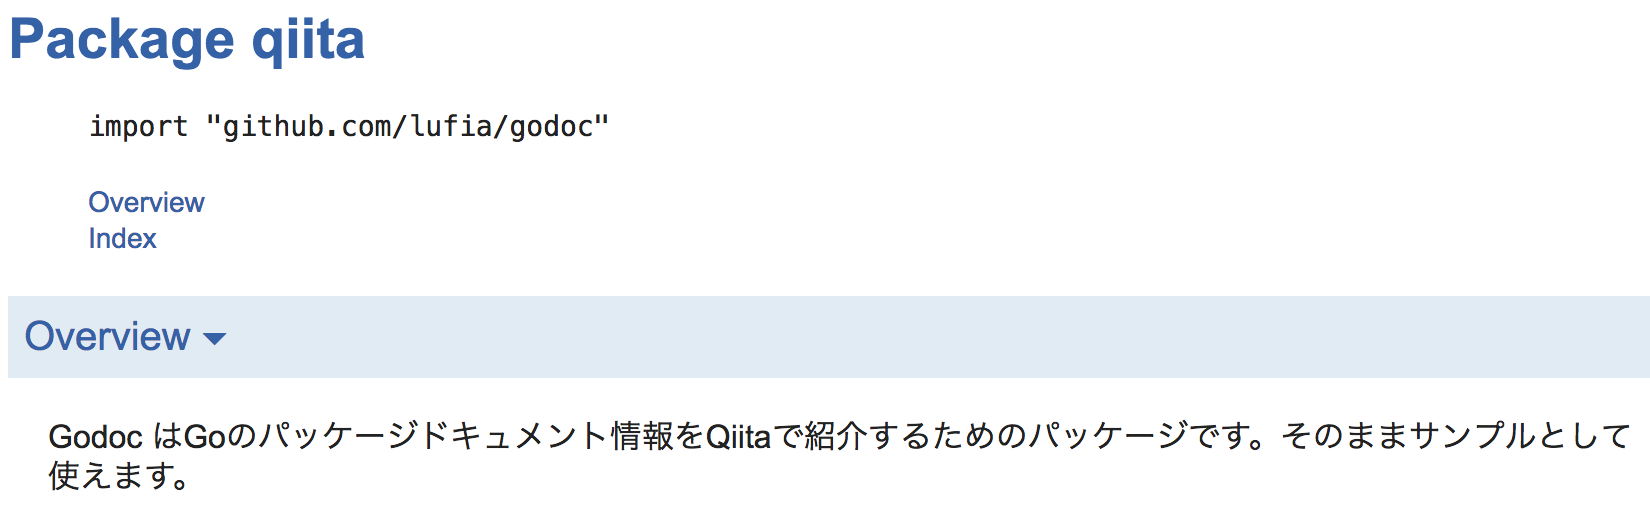 Package qiita
import "github.com/lufia/godoc"
Overview
Index
Overview
Godoc はGoのパッケージドキュメント情報をQiitaで紹介するためのパッケージです。そのままサンプルとして
使えます。